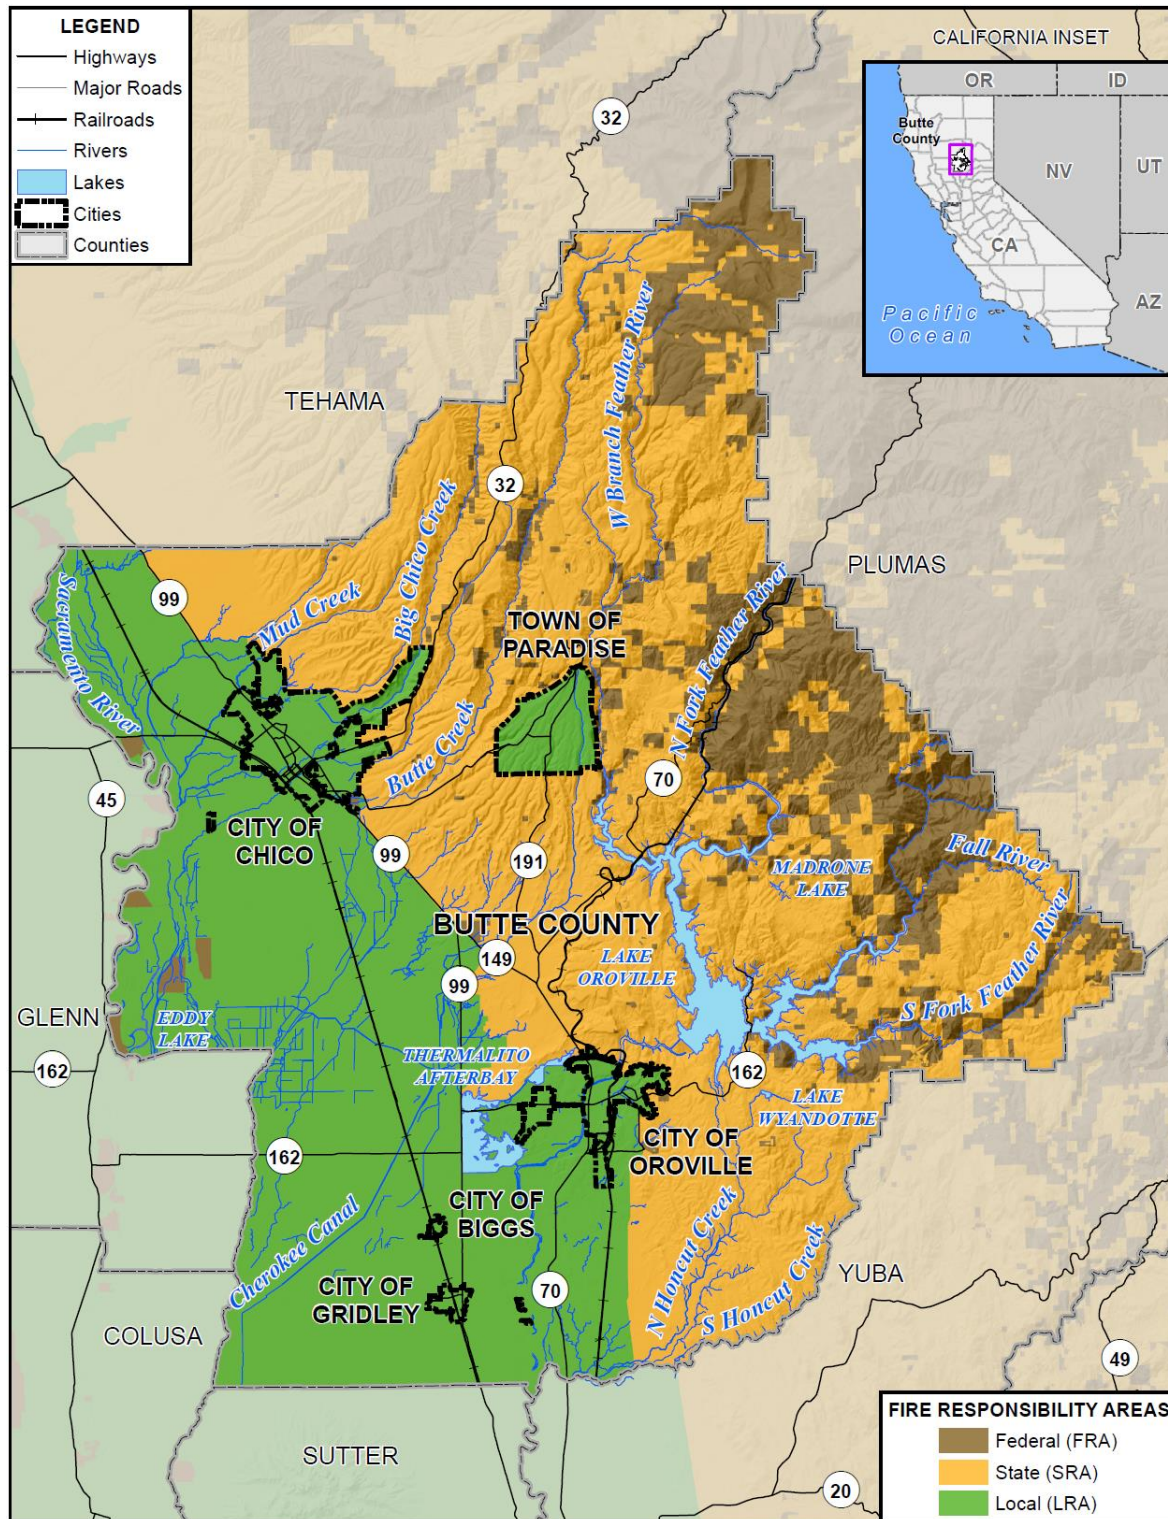 LEGEND
Highways
Major Roads
Railroads
Rivers
Lakes
Cities
Counties
CALIFORNIA INSET
OR
ID
Butte
County
NV
UT
CA
AZ
Pacific
Ocean
32
TEHAMA
W Branch Feather River
32
Big Chico Creek
PLUMAS
Sacramento River
99
Mud Creek
TOWN OF
PARADISE
N Fork Feather River
Butte Creek
70
45
CITY OF
CHICO
99
191
MADRONE
LAKE
Fall River
BUTTE COUNTY
149
LAKE
OROVILLE
99
S Fork Feather River
GLENN
EDDY
LAKE
THERMALITO
AFTERBAY
162
162
LAKE
WYANDOTTE
CITY OF
OROVILLE
162
CITY OF
BIGGS
Cherokee Canal
N Honcut Creek
S Honcut Creek
YUBA
CITY OF
GRIDLEY
70
COLUSA
49
SUTTER
20
FIRE RESPONSIBILITY AREAS
Federal (FRA)
State (SRA)
Local (LRA)